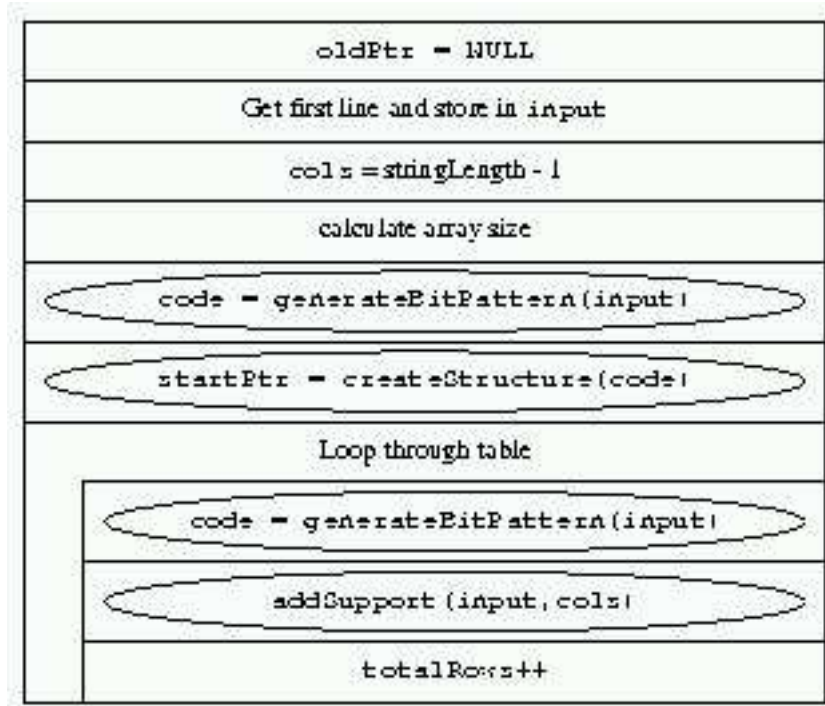 oldPtr = NULL
Get first line and store in input
cols = stringLength - 1
calculate array size
code = generateBitPattern(input)
startPtr = createStructure(code)
Loop through table
code = generateBitPattern(input)
addSupport(input,cols)
totalRows++